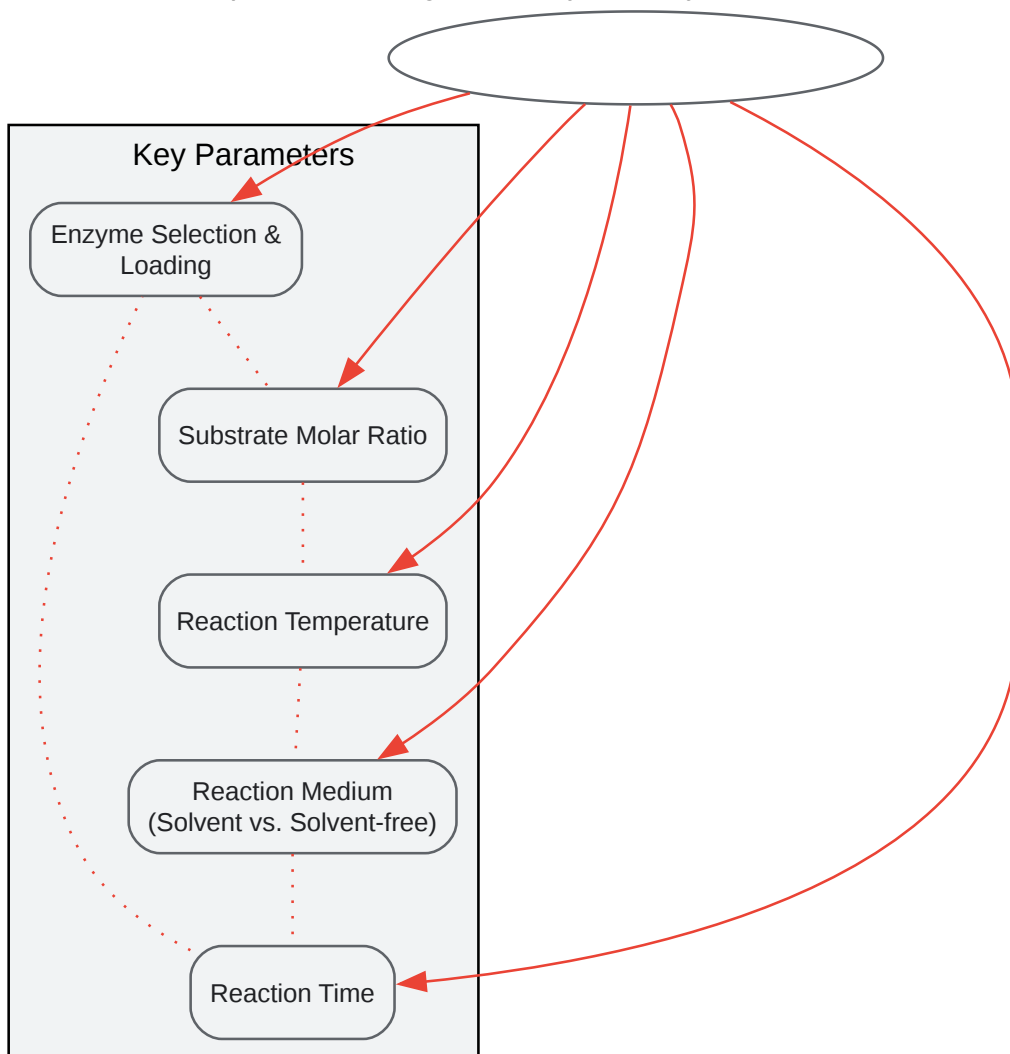 Key Parameters
Enzyme Selection &
Loading
Substrate Molar Ratio
Reaction Temperature
Reaction Medium
(Solvent vs. Solvent-free)
Reaction Time